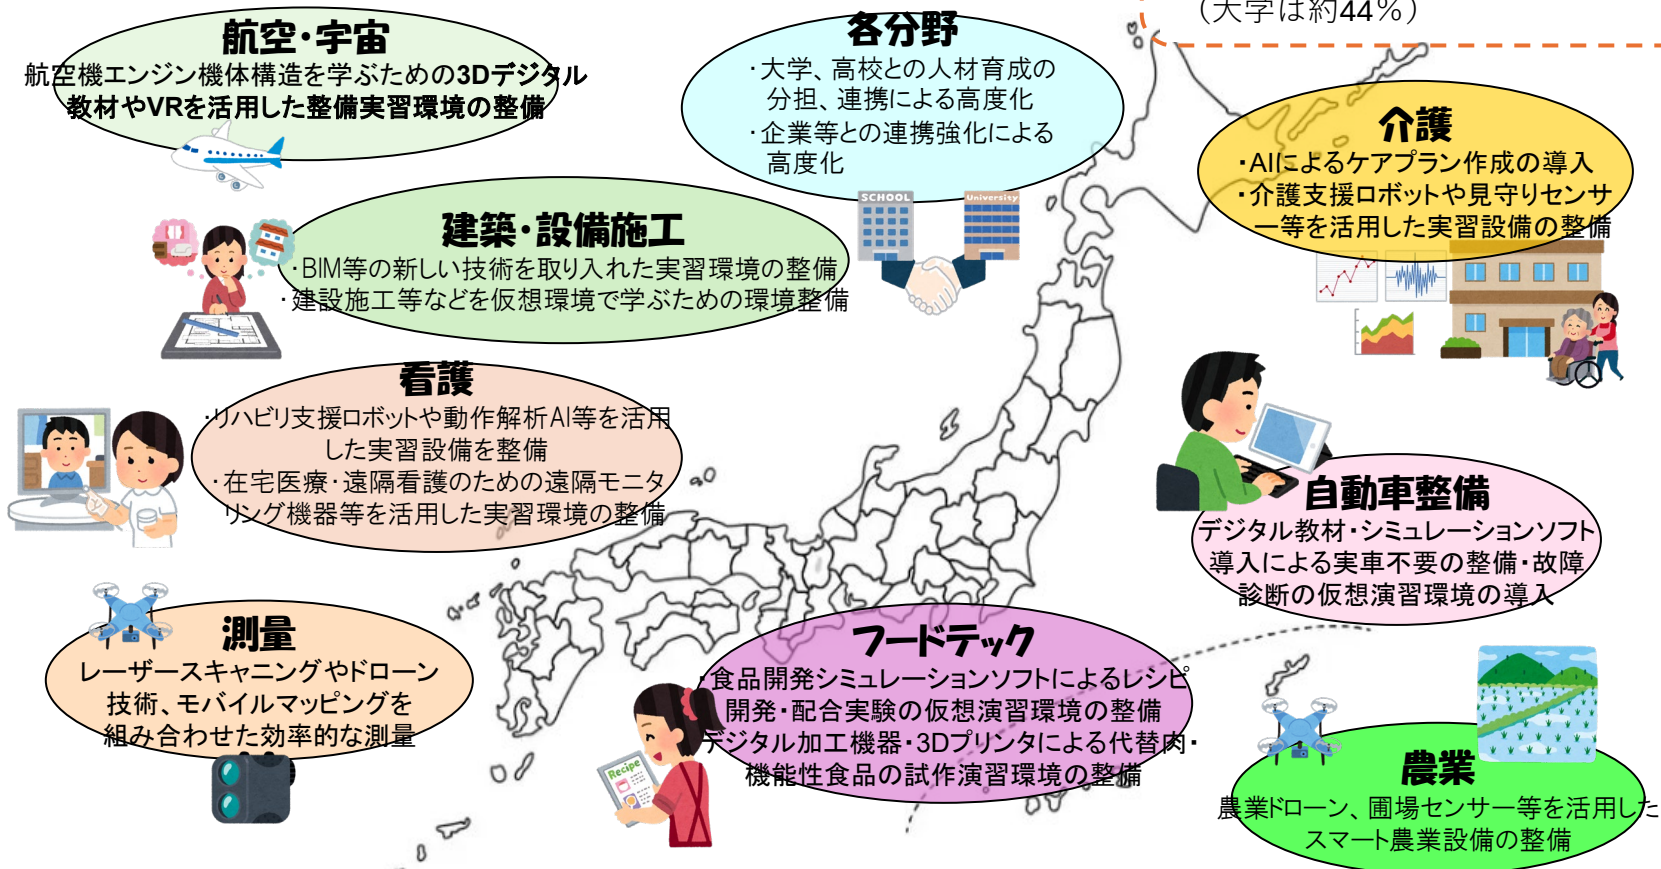 （大学は約44％）
航空・宇宙
航空機エンジン機体構造を学ぶための3Dデジタル
教材やVRを活用した整備実習環境の整備
各分野
・大学、高校との人材育成の
分担、連携による高度化
・企業等との連携強化による
高度化
SCHOOL
University
介護
・AIによるケアプラン作成の導入
・介護支援ロボットや見守りセンサ
ー等を活用した実習設備の整備
建築・設備施工
・BIM等の新しい技術を取り入れた実習環境の整備
・建設施工等などを仮想環境で学ぶための環境整備
看護
・リハビリ支援ロボットや動作解析AI等を活用
した実習設備を整備
・在宅医療・遠隔看護のための遠隔モニタ
リング機器等を活用した実習環境の整備
自動車整備
デジタル教材・シミュレーションソフト
導入による実車不要の整備・故障
診断の仮想演習環境の導入
測量
レーザースキャニングやドローン
技術、モバイルマッピングを
組み合わせた効率的な測量
フードテック
・食品開発シミュレーションソフトによるレシピ
開発・配合実験の仮想演習環境の整備
デジタル加工機器・3Dプリンタによる代替肉・
機能性食品の試作演習環境の整備
Recipe
農業
農業ドローン、圃場センサー等を活用した
スマート農業設備の整備